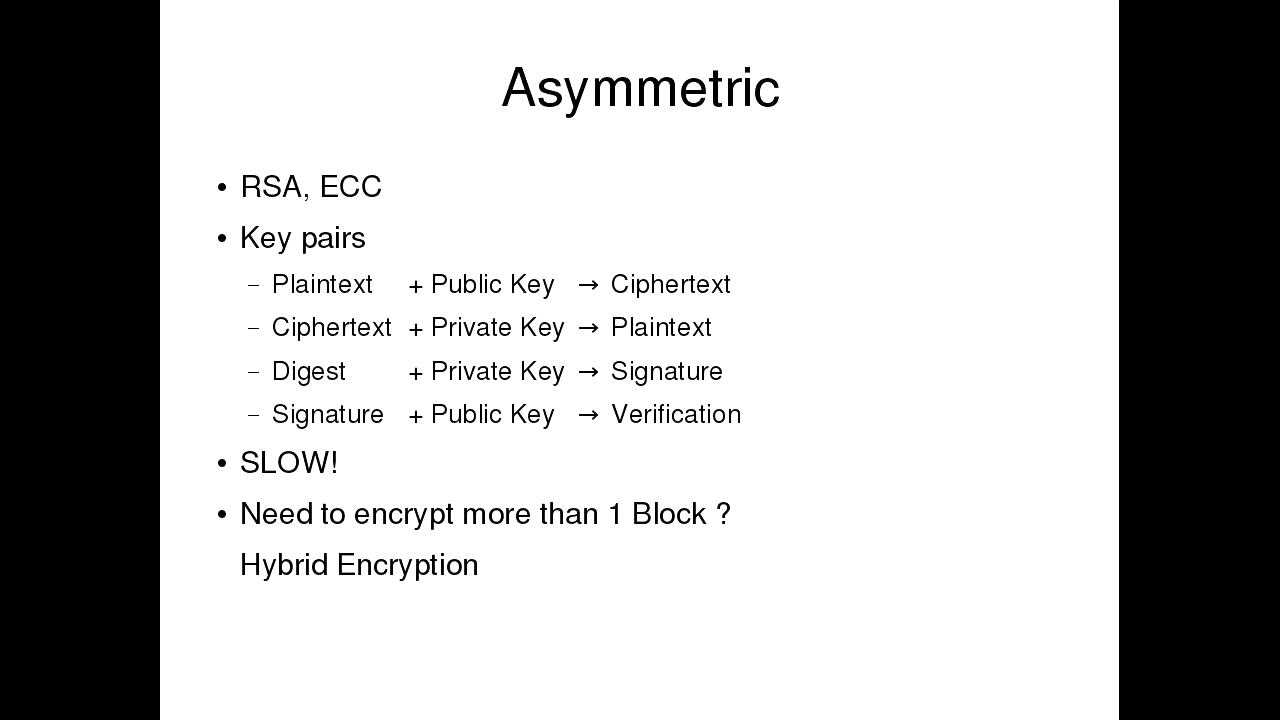 Asymmetric
• RSA, ECC
• Key pairs
– Plaintext + Public Key → Ciphertext
– Ciphertext + Private Key → Plaintext
– Digest + Private Key → Signature
– Signature + Public Key → Verification
• SLOW!
• Need to encrypt more than 1 Block ?
Hybrid Encryption